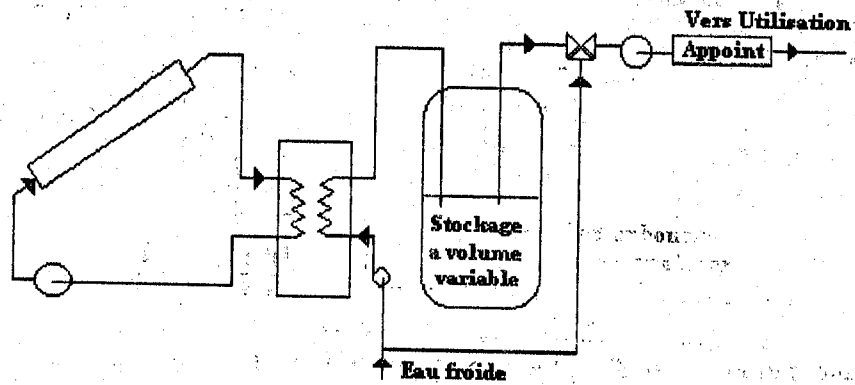 Vers Utilisation
Appoint
Stockage
a volume
variable
Eau froide